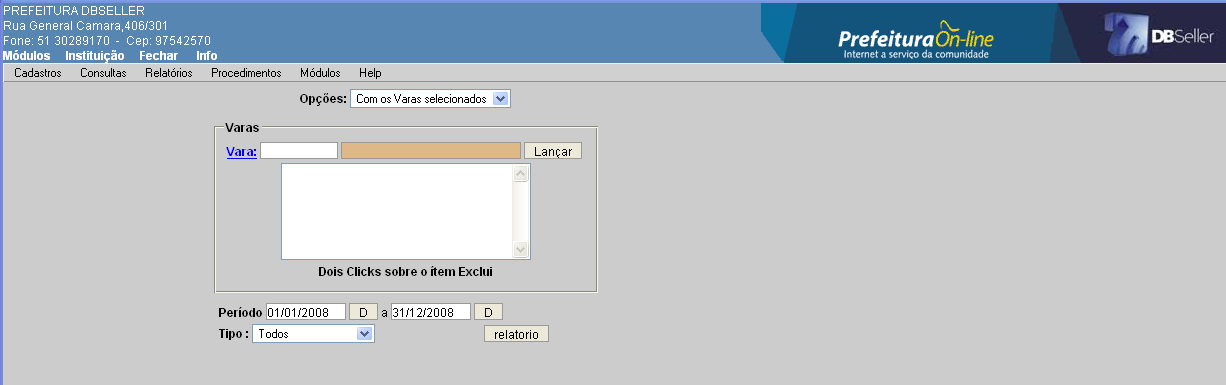 PREFEITURA DBSELLER
Rua General Camara,406/301
Fone: 51 30289170 - Cep: 97542570
Módulos Instituição Fechar Info
PrefeituraOn-line
Internet a serviço da comunidade
DBSeller
Cadastros Consultas Relatórios Procedimentos Módulos Help
Opções: Com os Varas selecionados
Varas
Vara: Lançar
Dois Clicks sobre o ítem Exclui
Período 01/01/2008 D a 31/12/2008 D
Tipo : Todos relatorio